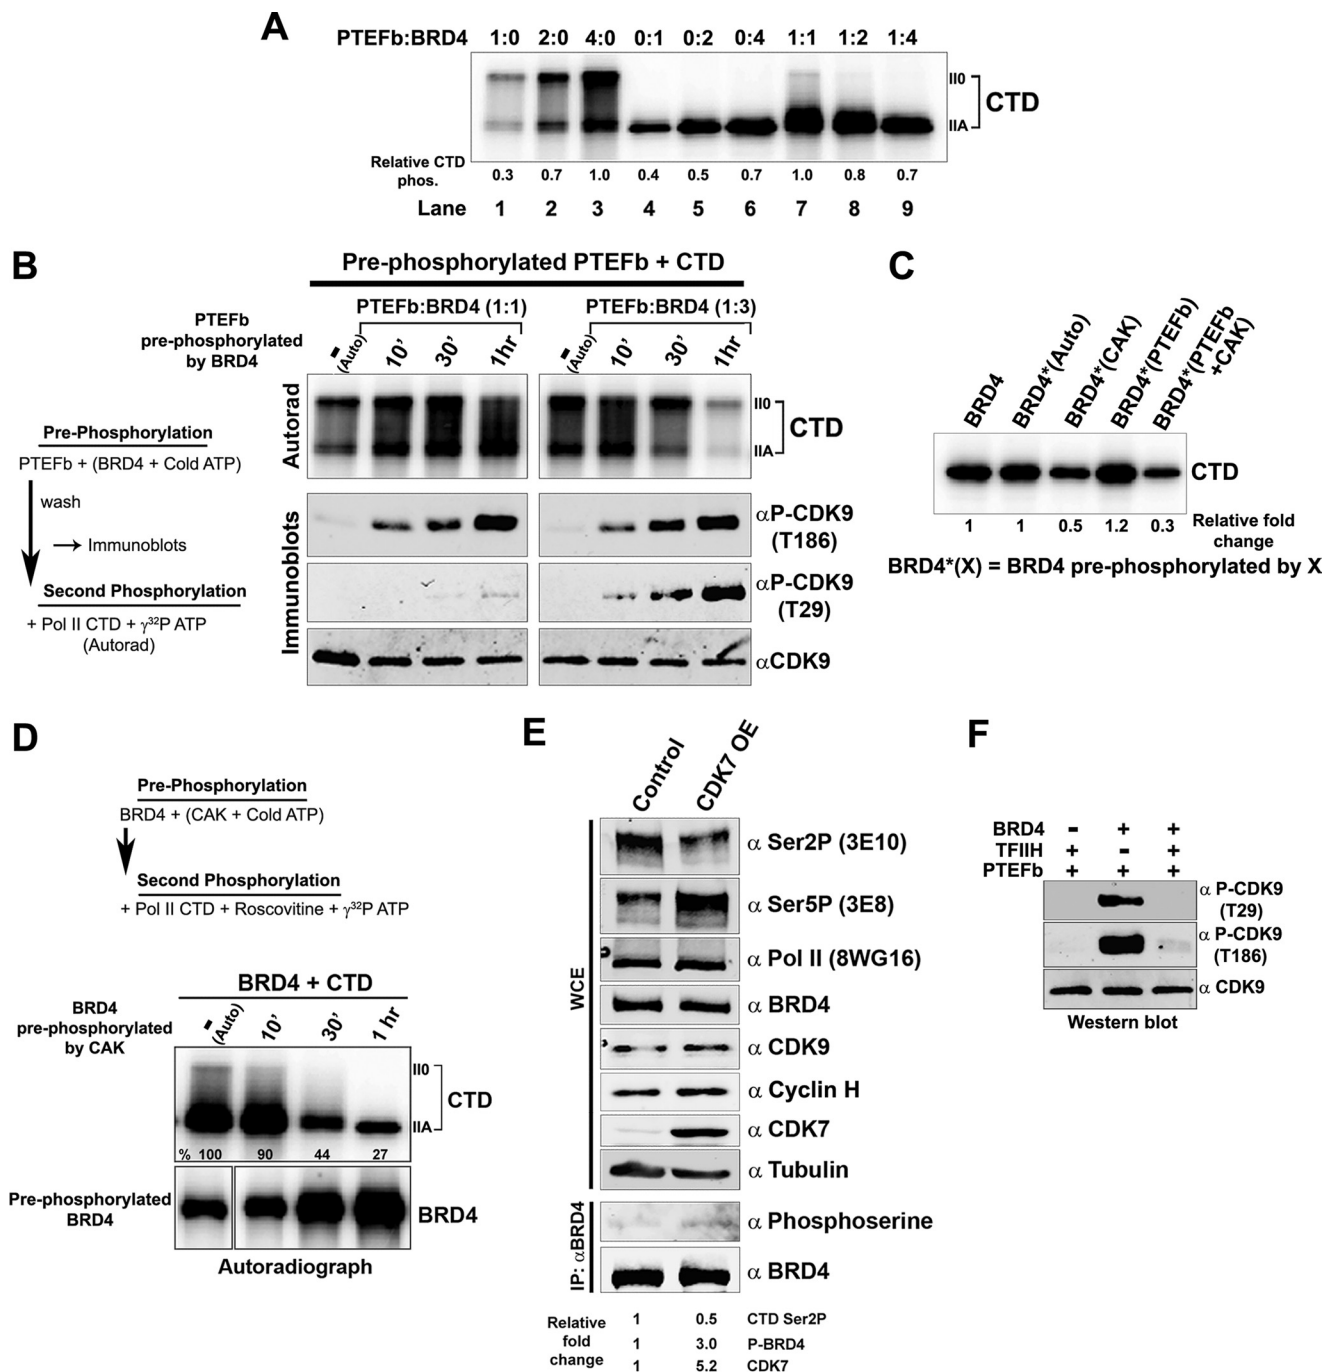 A
PTEFb:BRD4 1:0 2:0 4:0 0:1 0:2 0:4 1:1 1:2 1:4
II0
IIA
CTD
Relative CTD
phos.
0.3 0.7 1.0 0.4 0.5 0.7 1.0 0.8 0.7
Lane 1 2 3 4 5 6 7 8 9
B
Pre-phosphorylated PTEFb + CTD
PTEFb:BRD4 (1:1) PTEFb:BRD4 (1:3)
PTEFb
pre-phosphorylated
by BRD4
- (Auto) 10' 30' 1hr - (Auto) 10' 30' 1hr
Autorad
II0
IIA
CTD
Pre-Phosphorylation
PTEFb + (BRD4 + Cold ATP)
wash
→ Immunoblots
Second Phosphorylation
+ Pol II CTD + γ³²P ATP
(Autorad)
Immunoblots
αP-CDK9
(T186)
αP-CDK9
(T29)
αCDK9
C
BRD4 BRD4*(Auto) BRD4*(CAK) BRD4*(PTEFb) BRD4*(PTEFb
+CAK)
CTD
1 1 0.5 1.2 0.3 Relative fold
change
BRD4*(X) = BRD4 pre-phosphorylated by X
D
Pre-Phosphorylation
BRD4 + (CAK + Cold ATP)
Second Phosphorylation
+ Pol II CTD + Roscovitine + γ³²P ATP
BRD4 + CTD
BRD4
pre-phosphorylated
by CAK
- (Auto) 10' 30' 1 hr
II0
IIA
CTD
% 100 90 44 27
Pre-phosphorylated
BRD4
BRD4
Autoradiograph
E
Control CDK7 OE
WCE
α Ser2P (3E10)
α Ser5P (3E8)
α Pol II (8WG16)
α BRD4
α CDK9
α Cyclin H
α CDK7
α Tubulin
IP: αBRD4
α Phosphoserine
α BRD4
Relative
fold
change
1 0.5 CTD Ser2P
1 3.0 P-BRD4
1 5.2 CDK7
F
BRD4 - + +
TFIIH + - +
PTEFb + + +
α P-CDK9
(T29)
α P-CDK9
(T186)
α CDK9
Western blot